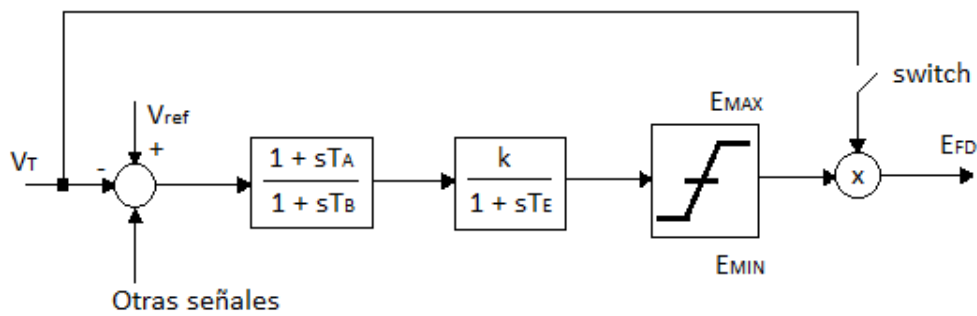 switch
Vref
EMAX
+
VT
-
1 + sTA
1 + sTB
k
1 + sTE
x
EFD
EMIN
Otras señales